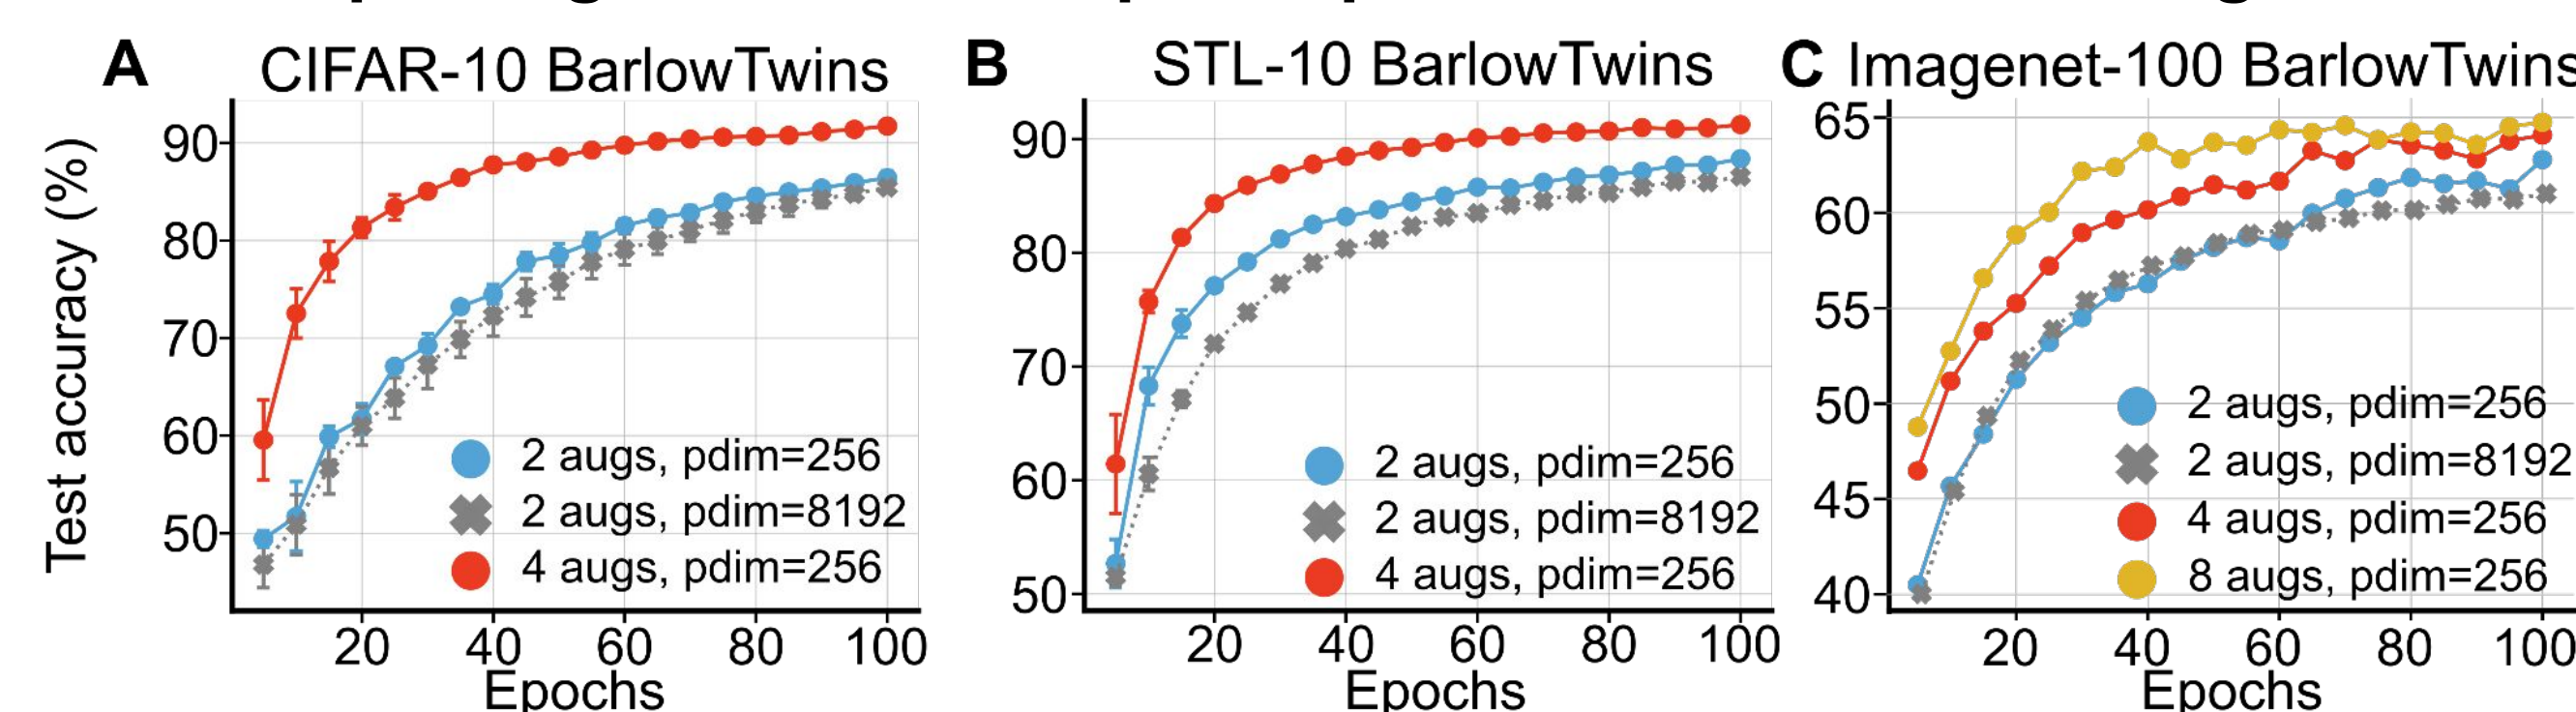 A CIFAR-10 BarlowTwins
Test accuracy (%)
90
80
70
60
50
2 augs, pdim=256
2 augs, pdim=8192
4 augs, pdim=256
20 40 60 80 100
Epochs
B STL-10 BarlowTwins
90
80
70
60
50
2 augs, pdim=256
2 augs, pdim=8192
4 augs, pdim=256
20 40 60 80 100
Epochs
C Imagenet-100 BarlowTwins
65
60
55
50
45
40
2 augs, pdim=256
2 augs, pdim=8192
4 augs, pdim=256
8 augs, pdim=256
20 40 60 80 100
Epochs